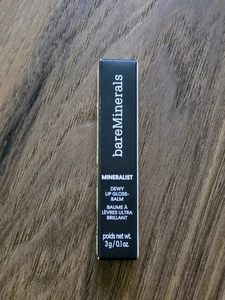 bareMinerals
MINERALIST
DEWY
LIP GLOSS-
BALM
BAUME À
LÈVRES ULTRA
BRILLANT
poids net wt.
3 g / 0.1 oz.